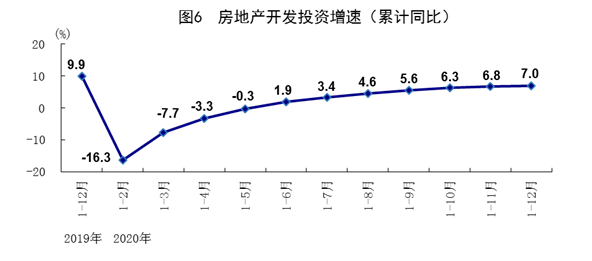 图6 房地产开发投资增速（累计同比）
(%)
20
10
0
-10
-20
9.9
-16.3
-7.7
-3.3
-0.3
1.9
3.4
4.6
5.6
6.3
6.8
7.0
1-12月
1-2月
1-3月
1-4月
1-5月
1-6月
1-7月
1-8月
1-9月
1-10月
1-11月
1-12月
2019年 2020年